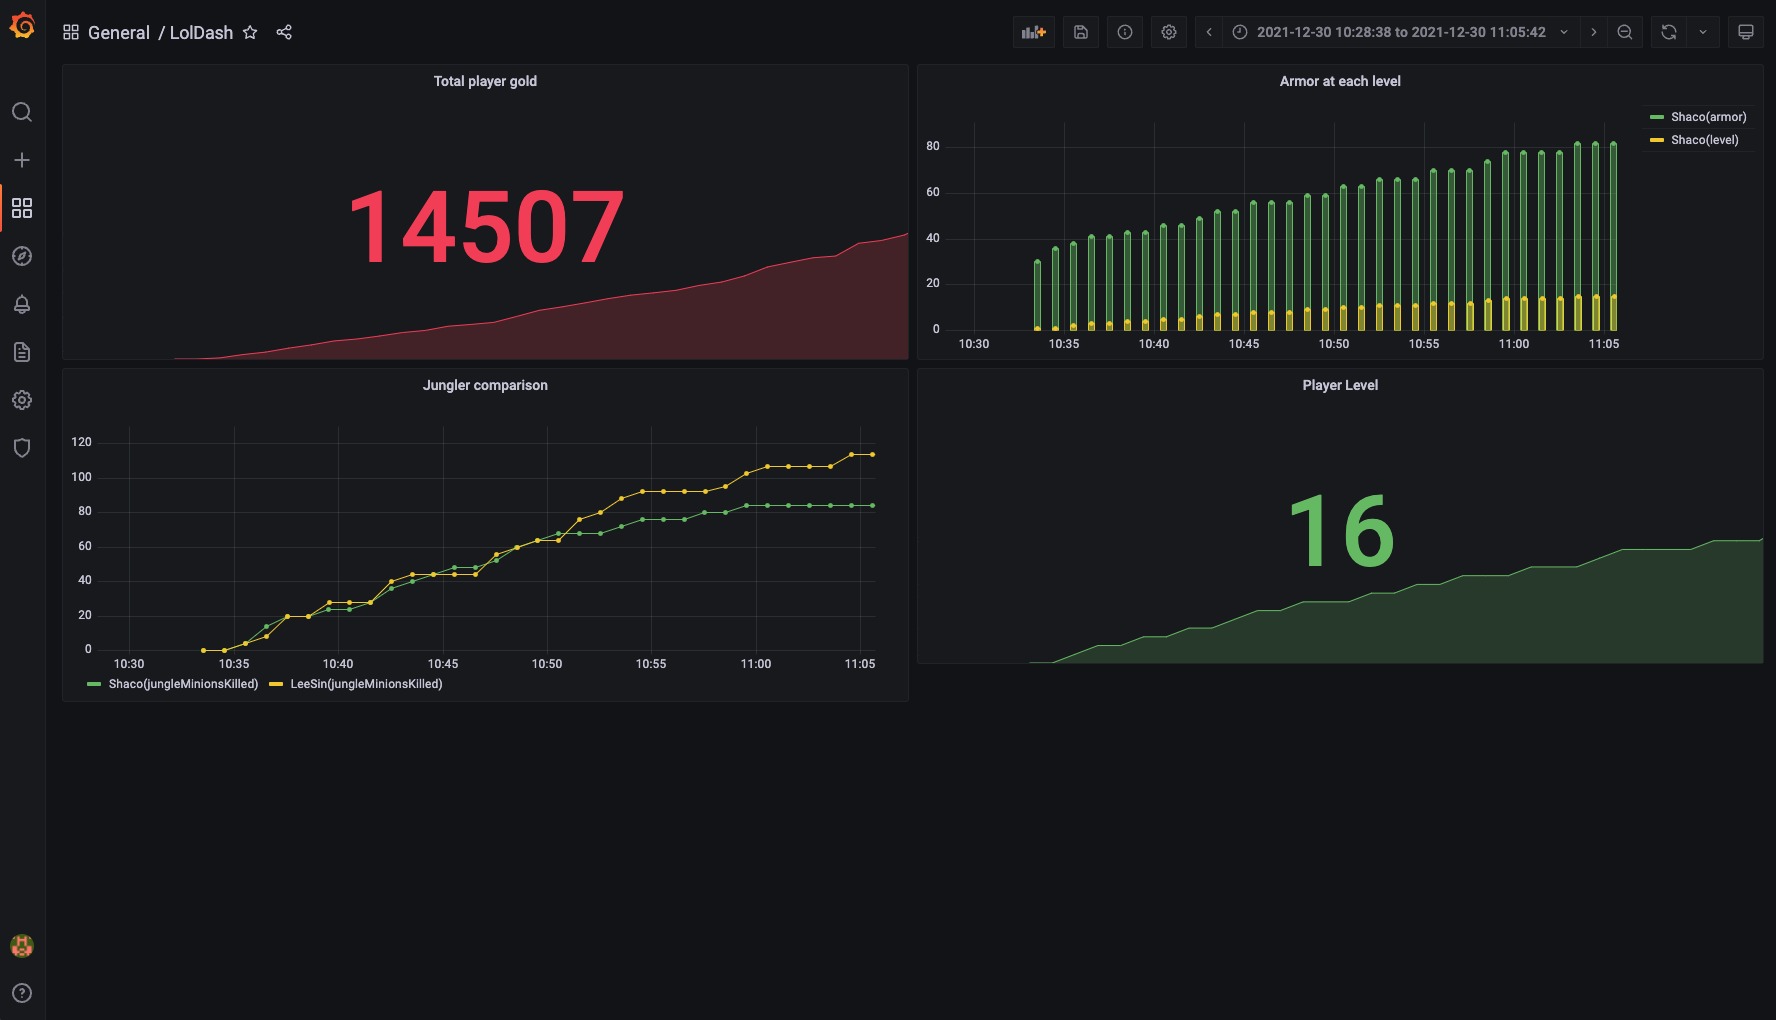 General / LolDash
2021-12-30 10:28:38 to 2021-12-30 11:05:42
Total player gold
14507
Armor at each level
80
60
40
20
0
10:30 10:35 10:40 10:45 10:50 10:55 11:00 11:05
Shaco(armor)
Shaco(level)
Jungler comparison
120
100
80
60
40
20
0
10:30 10:35 10:40 10:45 10:50 10:55 11:00 11:05
Shaco(jungleMinionsKilled) LeeSin(jungleMinionsKilled)
Player Level
16